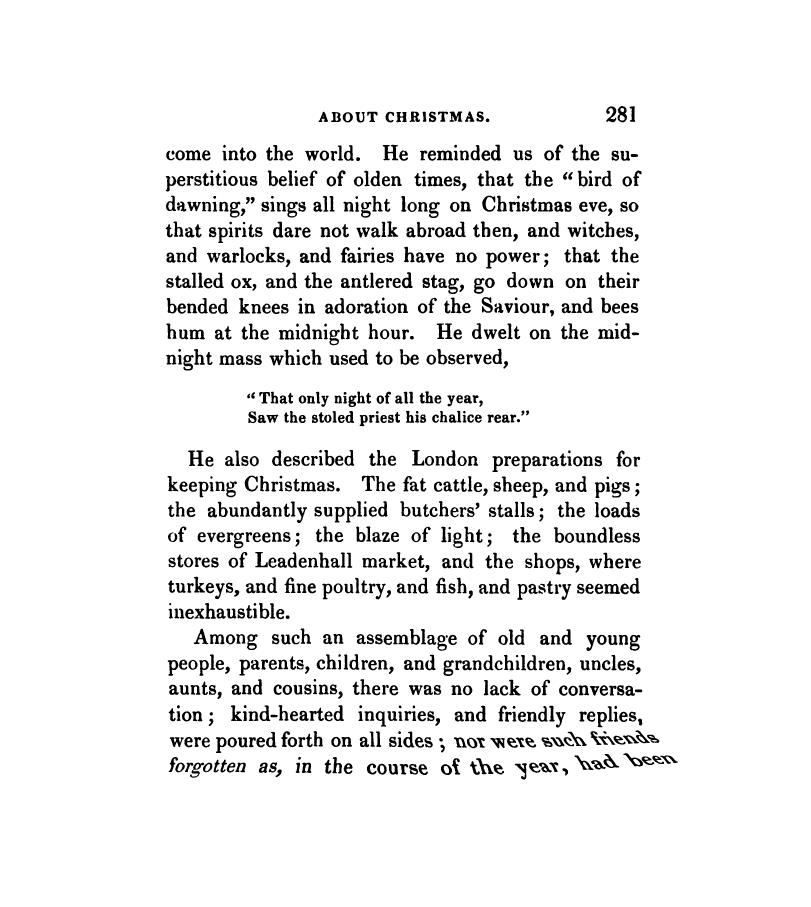 ABOUT CHRISTMAS. 281
come into the world. He reminded us of the su-
perstitious belief of olden times, that the “bird of
dawning,” sings all night long on Christmas eve, so
that spirits dare not walk abroad then, and witches,
and warlocks, and fairies have no power; that the
stalled ox, and the antlered stag, go down on their
bended knees in adoration of the Saviour, and bees
hum at the midnight hour. He dwelt on the mid-
night mass which used to be observed,
“That only night of all the year,
Saw the stoled priest his chalice rear.”
He also described the London preparations for
keeping Christmas. The fat cattle, sheep, and pigs;
the abundantly supplied butchers’ stalls; the loads
of evergreens; the blaze of light; the boundless
stores of Leadenhall market, and the shops, where
turkeys, and fine poultry, and fish, and pastry seemed
inexhaustible.
Among such an assemblage of old and young
people, parents, children, and grandchildren, uncles,
aunts, and cousins, there was no lack of conversa-
tion; kind-hearted inquiries, and friendly replies,
were poured forth on all sides; nor were such friends
forgotten as, in the course of the year, had been